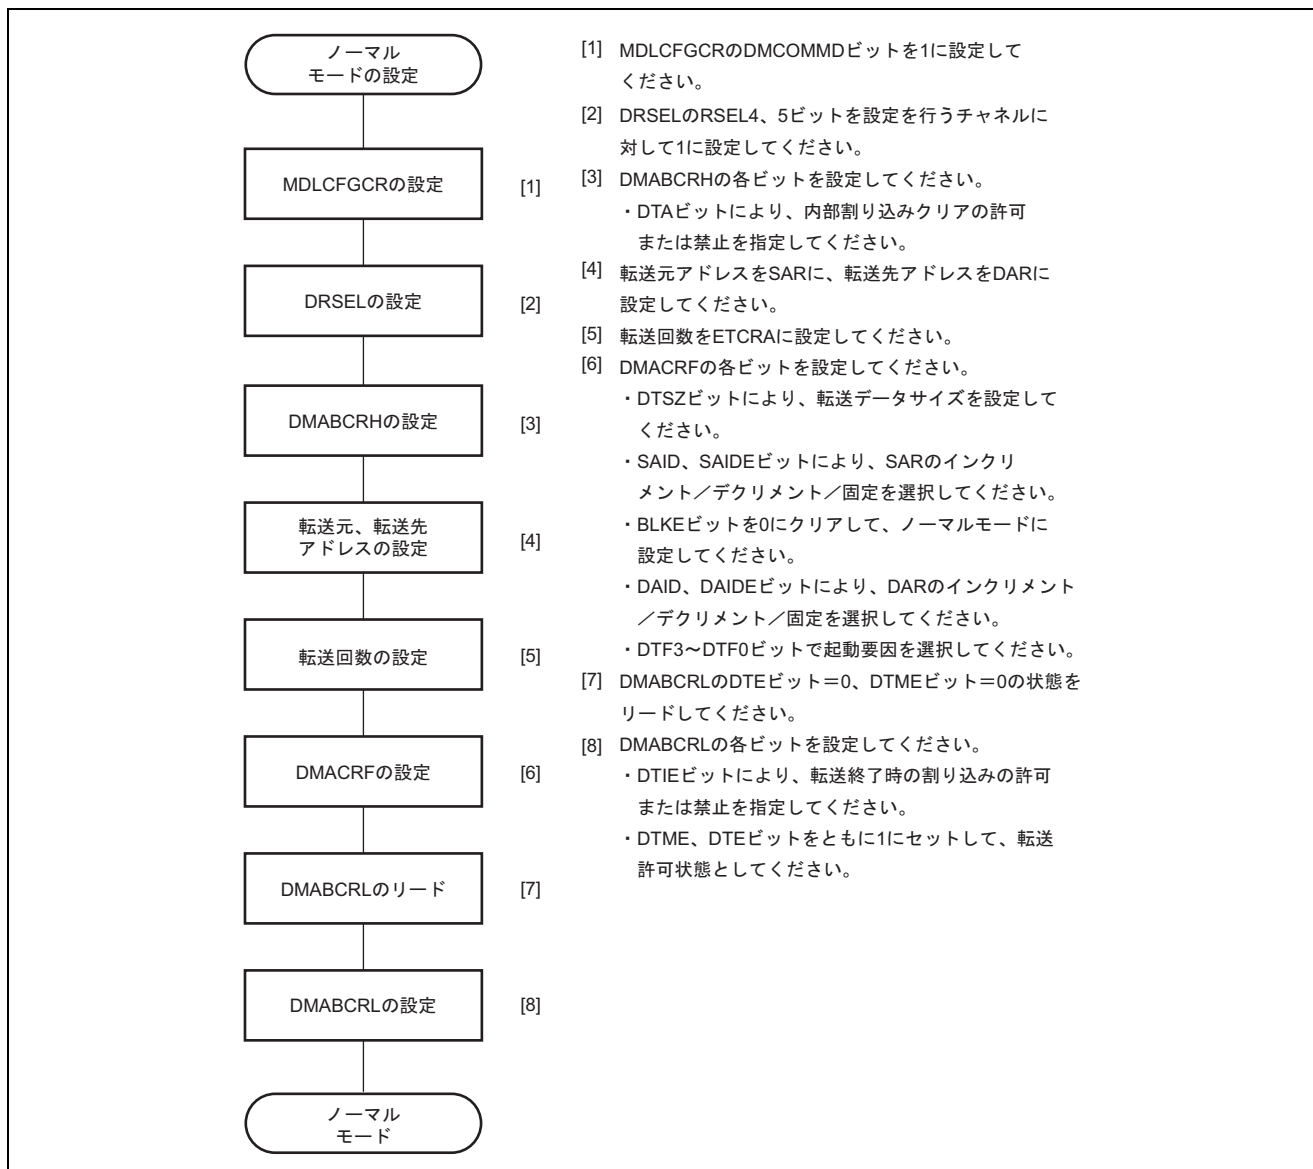 ノーマル
モードの設定
MDLCFGCRの設定
[1]
DRSELの設定
[2]
DMABCRHの設定
[3]
転送元、転送先
アドレスの設定
[4]
転送回数の設定
[5]
DMACRFの設定
[6]
DMABCRLのリード
[7]
DMABCRLの設定
[8]
ノーマル
モード
[1] MDLCFGCRのDMCOMMDビットを1に設定して
ください。
[2] DRSELのRSEL4、5ビットを設定を行うチャネルに
対して1に設定してください。
[3] DMABCRHの各ビットを設定してください。
・DTAビットにより、内部割り込みクリアの許可
または禁止を指定してください。
[4] 転送元アドレスをSARに、転送先アドレスをDARに
設定してください。
[5] 転送回数をETCRAに設定してください。
[6] DMACRFの各ビットを設定してください。
・DTSZビットにより、転送データサイズを設定して
ください。
・SAID、SAIDEビットにより、SARのインクリ
メント／デクリメント／固定を選択してください。
・BLKEビットを0にクリアして、ノーマルモードに
設定してください。
・DAID、DAIDEビットにより、DARのインクリメント
／デクリメント／固定を選択してください。
・DTF3～DTF0ビットで起動要因を選択してください。
[7] DMABCRLのDTEビット＝0、DTMEビット＝0の状態を
リードしてください。
[8] DMABCRLの各ビットを設定してください。
・DTIEビットにより、転送終了時の割り込みの許可
または禁止を指定してください。
・DTME、DTEビットをともに1にセットして、転送
許可状態としてください。